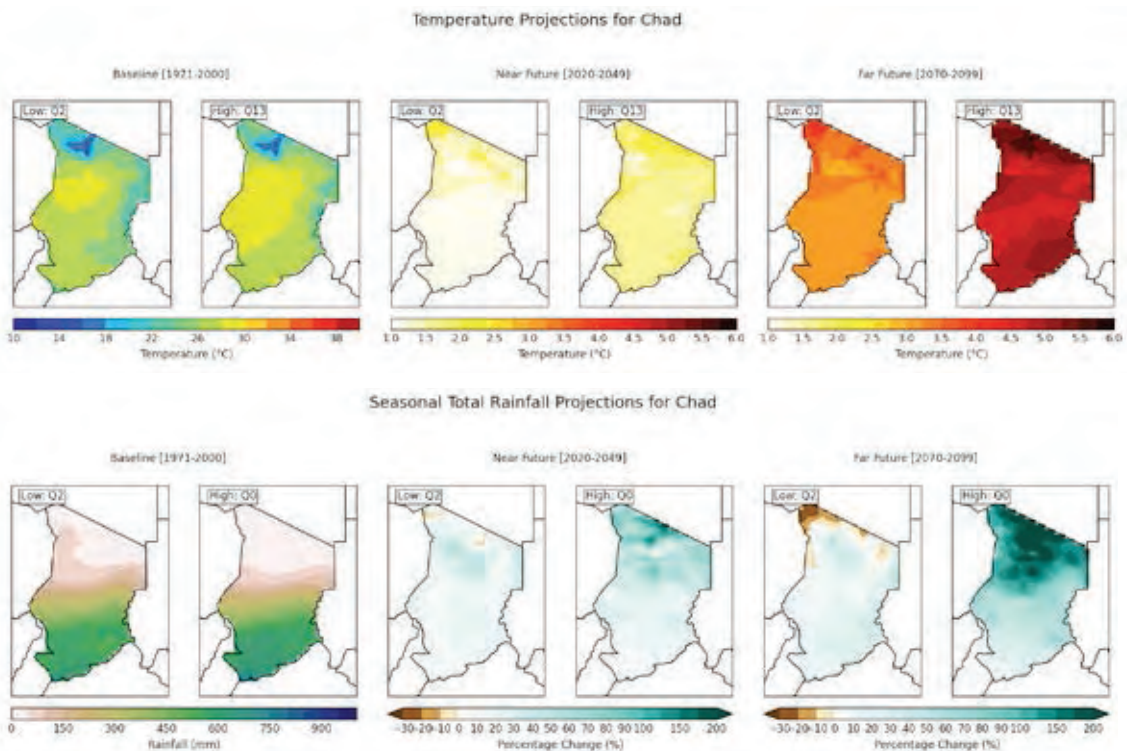 Temperature Projections for Chad
Baseline [1971-2000]
Near Future [2020-2049]
Far Future [2070-2099]
Low: Q2
High: Q13
Low: Q2
High: Q13
Low: Q2
High: Q13
10 14 18 22 26 30 34 38
Temperature (°C)
1.0 1.5 2.0 2.5 3.0 3.5 4.0 4.5 5.0 5.5 6.0
Temperature (°C)
1.0 1.5 2.0 2.5 3.0 3.5 4.0 4.5 5.0 5.5 6.0
Temperature (°C)
Seasonal Total Rainfall Projections for Chad
Baseline [1971-2000]
Near Future [2020-2049]
Far Future [2070-2099]
Low: Q2
High: Q0
Low: Q2
High: Q0
Low: Q2
High: Q0
0 150 300 450 600 750 900
Rainfall (mm)
−30 −20 −10 0 10 20 30 40 50 60 70 80 90 100 150 200
Percentage Change (%)
−30 −20 −10 0 10 20 30 40 50 60 70 80 90 100 150 200
Percentage Change (%)